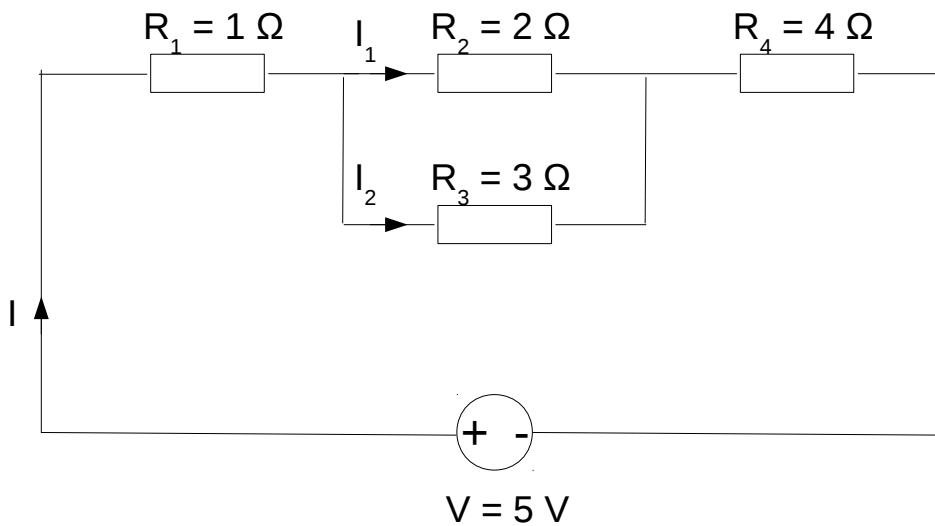 R₁ = 1 Ω
I₁
R₂ = 2 Ω
R₄ = 4 Ω
I₂
R₃ = 3 Ω
I
+ -
V = 5 V